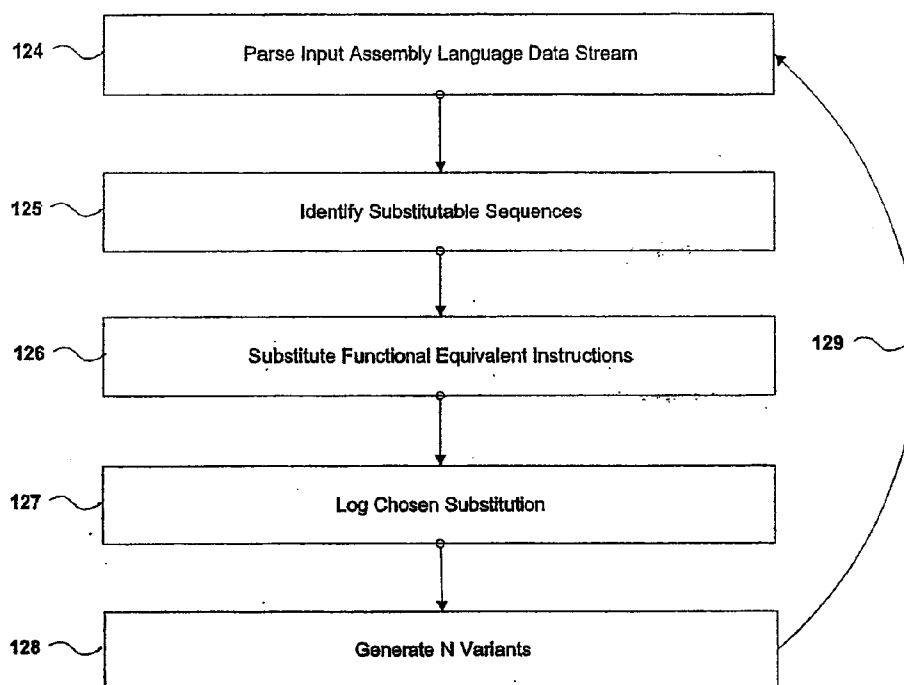 124
Parse Input Assembly Language Data Stream
125
Identify Substitutable Sequences
126
Substitute Functional Equivalent Instructions
129
127
Log Chosen Substitution
128
Generate N Variants